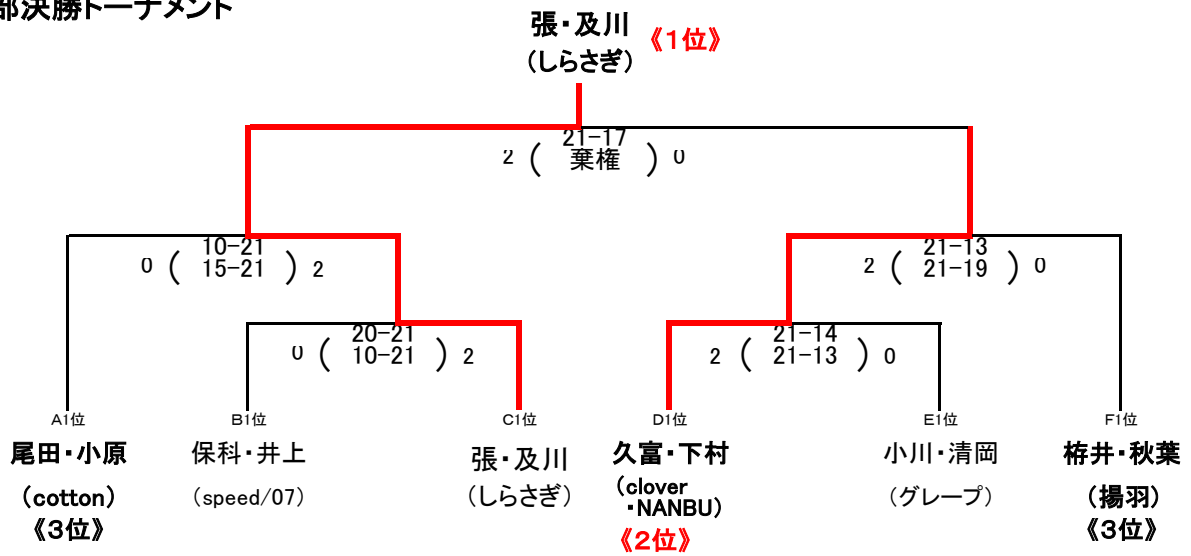 部決勝トーナメント
張・及川
(しらさぎ)
《1位》
21-17
2 ( 棄権 ) 0
10-21
0 ( 15-21 ) 2
21-13
2 ( 21-19 ) 0
20-21
0 ( 10-21 ) 2
21-14
2 ( 21-13 ) 0
A1位
B1位
C1位
D1位
E1位
F1位
尾田・小原
保科・井上
張・及川
久富・下村
小川・清岡
栫井・秋葉
(cotton)
(speed/07)
(しらさぎ)
(clover
・NANBU)
(グレープ)
(揚羽)
《3位》
《2位》
《3位》